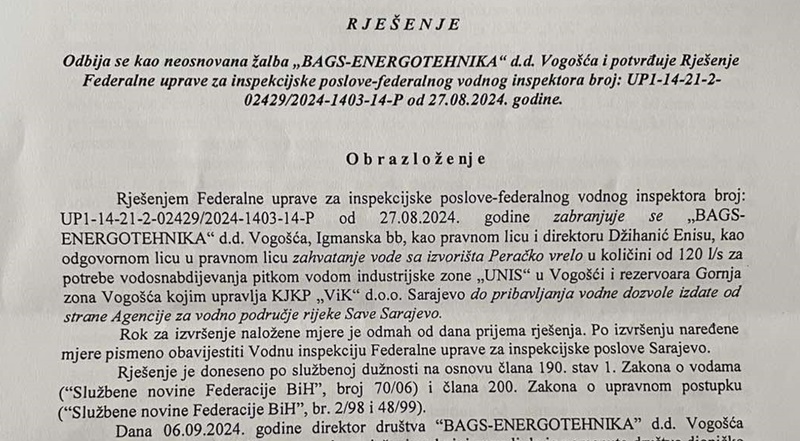 RJEŠENJE
Odbija se kao neosnovana žalba „BAGS-ENERGOTEHNIKA“ d.d. Vogošća i potvrđuje Rješenje
Federalne uprave za inspekcijske poslove-federalnog vodnog inspektora broj: UP1-14-21-2-
02429/2024-1403-14-P od 27.08.2024. godine.
Obrazloženje
Rješenjem Federalne uprave za inspekcijske poslove-federalnog vodnog inspektora broj:
UP1-14-21-2-02429/2024-1403-14-P od 27.08.2024. godine zabranjuje se „BAGS-
ENERGOTEHNIKA“ d.d. Vogošća, Igmanska bb, kao pravnom licu i direktoru Džihanić Enisu, kao
odgovornom licu u pravnom licu zahvatanje vode sa izvorišta Peračko vrelo u količini od 120 l/s za
potrebe vodosnabdijevanja pitkom vodom industrijske zone „UNIS“ u Vogošći i rezervoara Gornja
zona Vogošća kojim upravlja KJKP „ViK“ d.o.o. Sarajevo do pribavljanja vodne dozvole izdate od
strane Agencije za vodno područje rijeke Save Sarajevo.
Rok za izvršenje naložene mjere je odmah od dana prijema rješenja. Po izvršenju naređene
mjere pismeno obavijestiti Vodnu inspekciju Federalne uprave za inspekcijske poslove Sarajevo.
Rješenje je doneseno po službenoj dužnosti na osnovu člana 190. stav 1. Zakona o vodama
(“Službene novine Federacije BiH”, broj 70/06) i člana 200. Zakona o upravnom postupku
(“Službene novine Federacije BiH”, br. 2/98 i 48/99).
Dana 06.09.2024. godine direktor društva “BAGS-ENERGOTEHNIKA” d.d. Vogošća